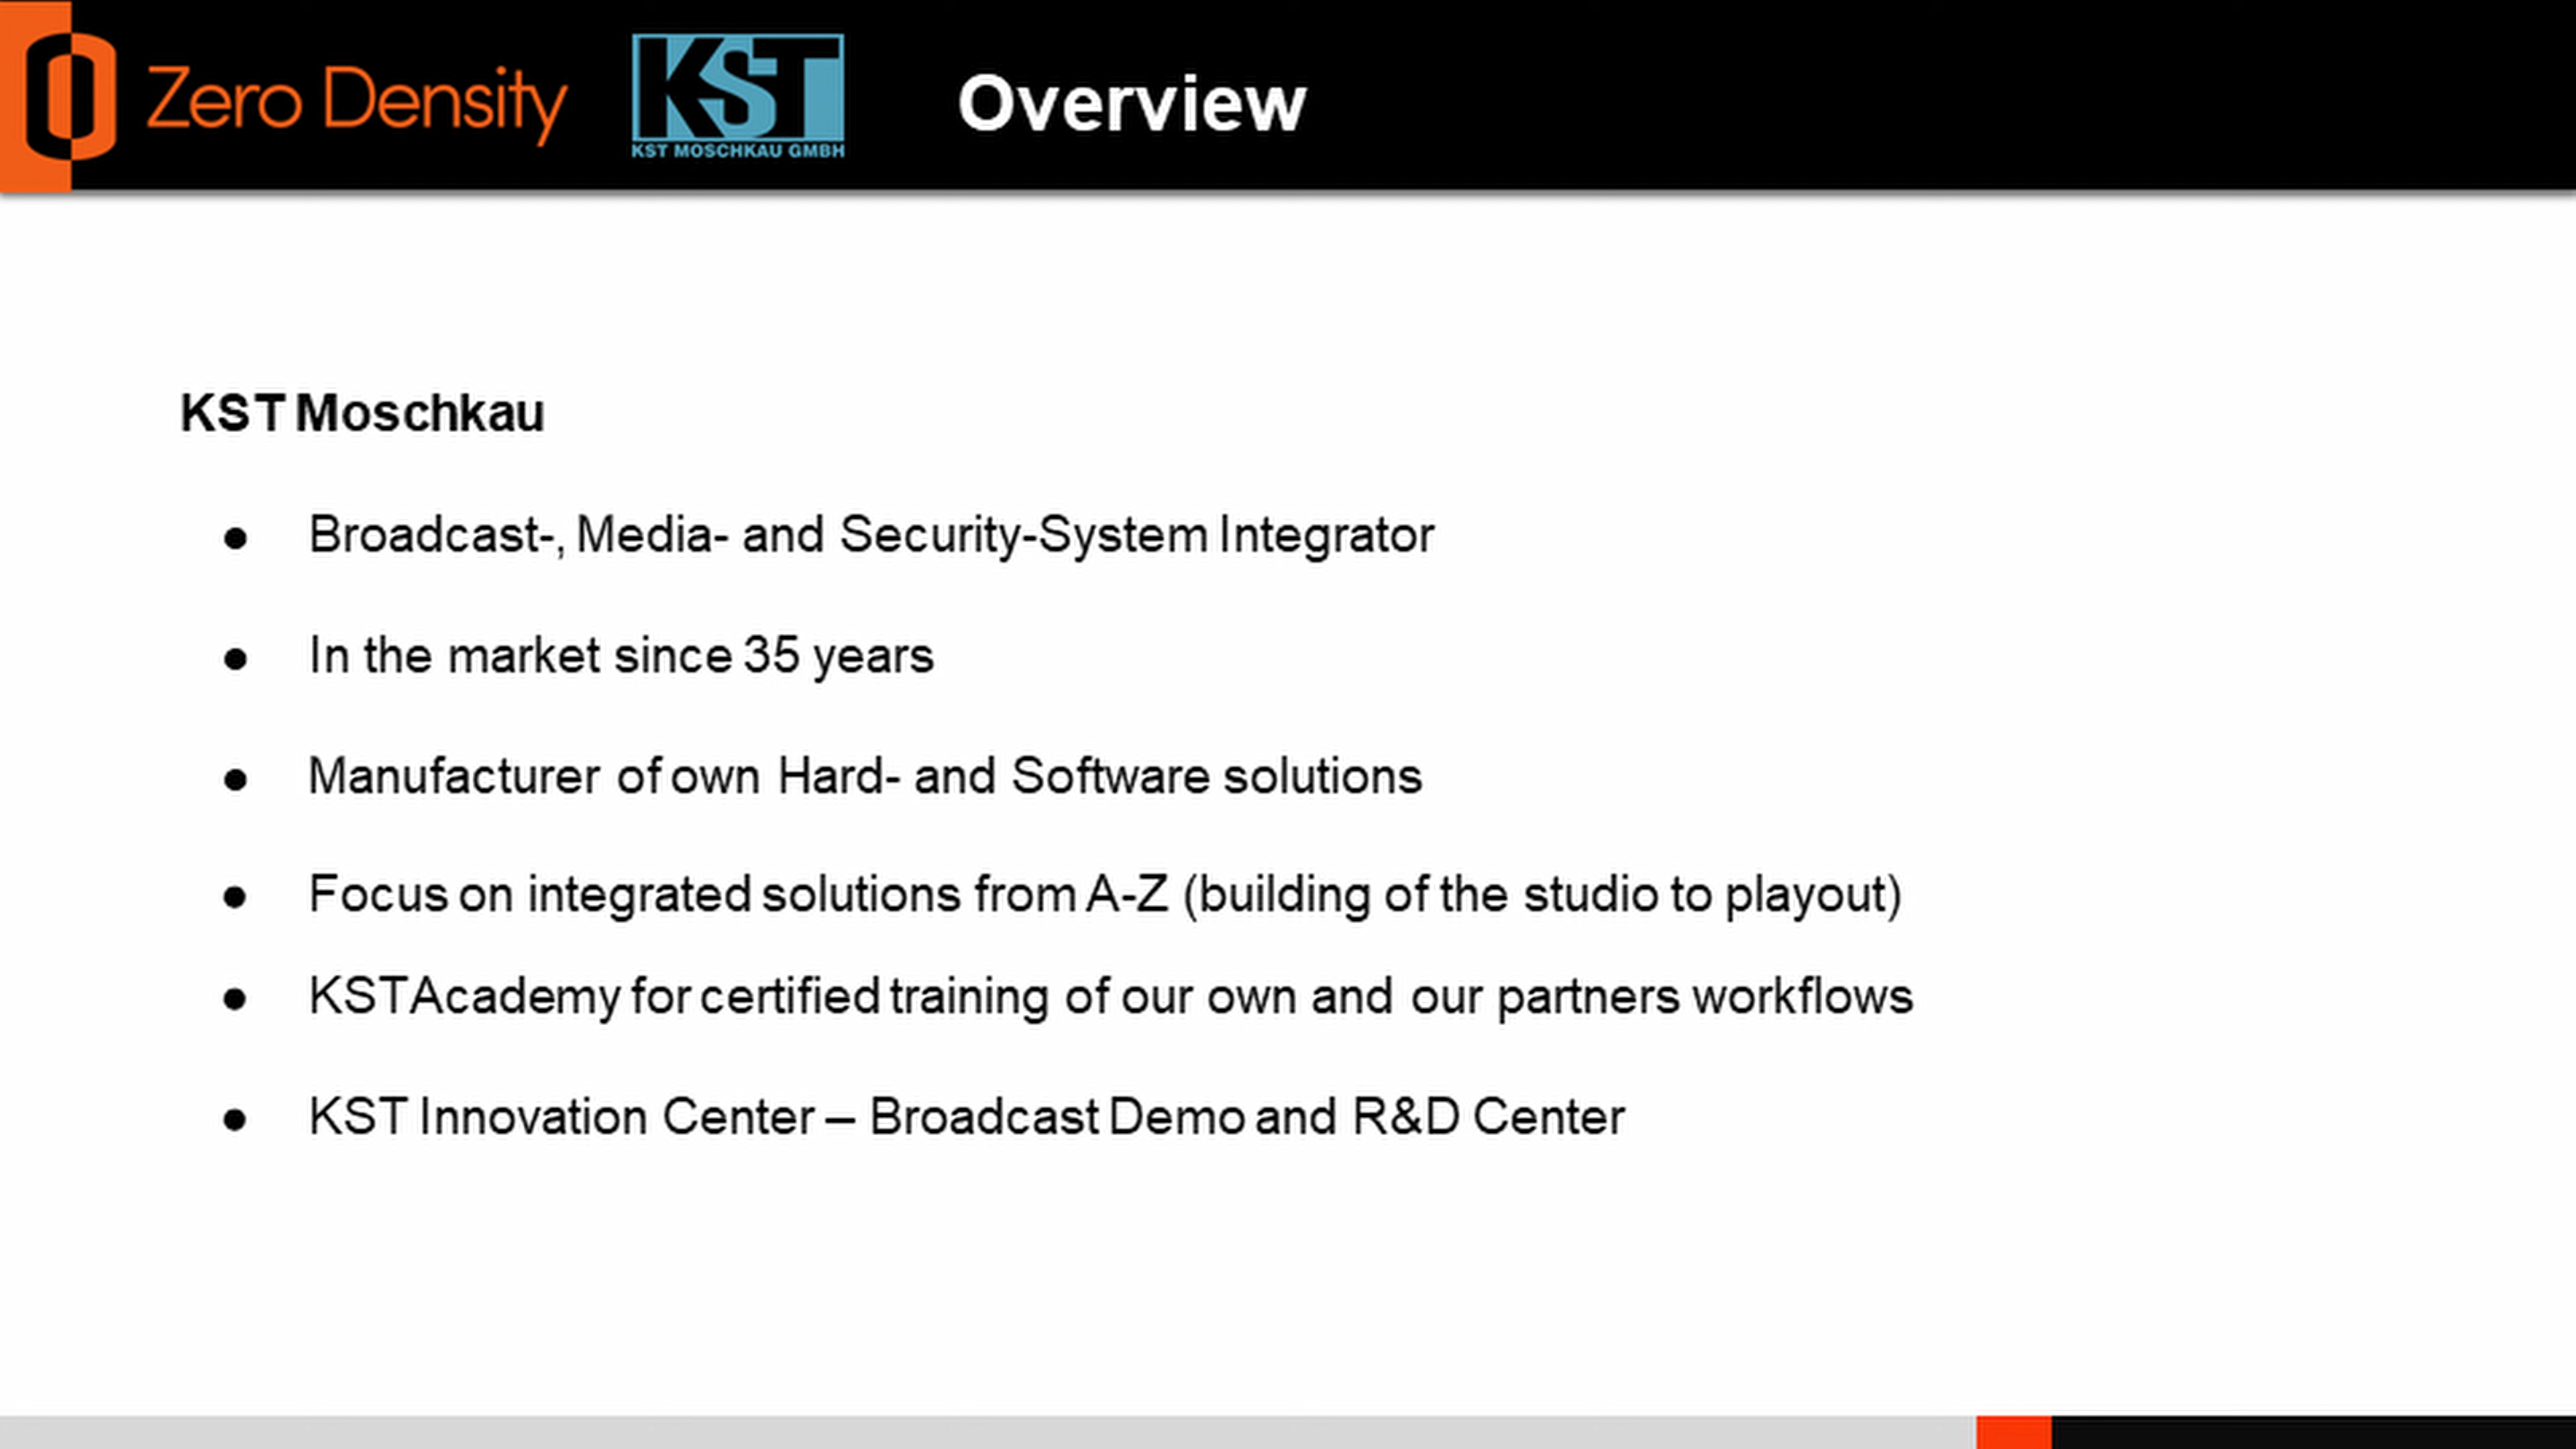 Zero Density
KST
KST MOSCHKAU GMBH
Overview
KST Moschkau
● Broadcast-, Media- and Security-System Integrator
● In the market since 35 years
● Manufacturer of own Hard- and Software solutions
● Focus on integrated solutions from A-Z (building of the studio to playout)
● KST Academy for certified training of our own and our partners workflows
● KST Innovation Center – Broadcast Demo and R&D Center